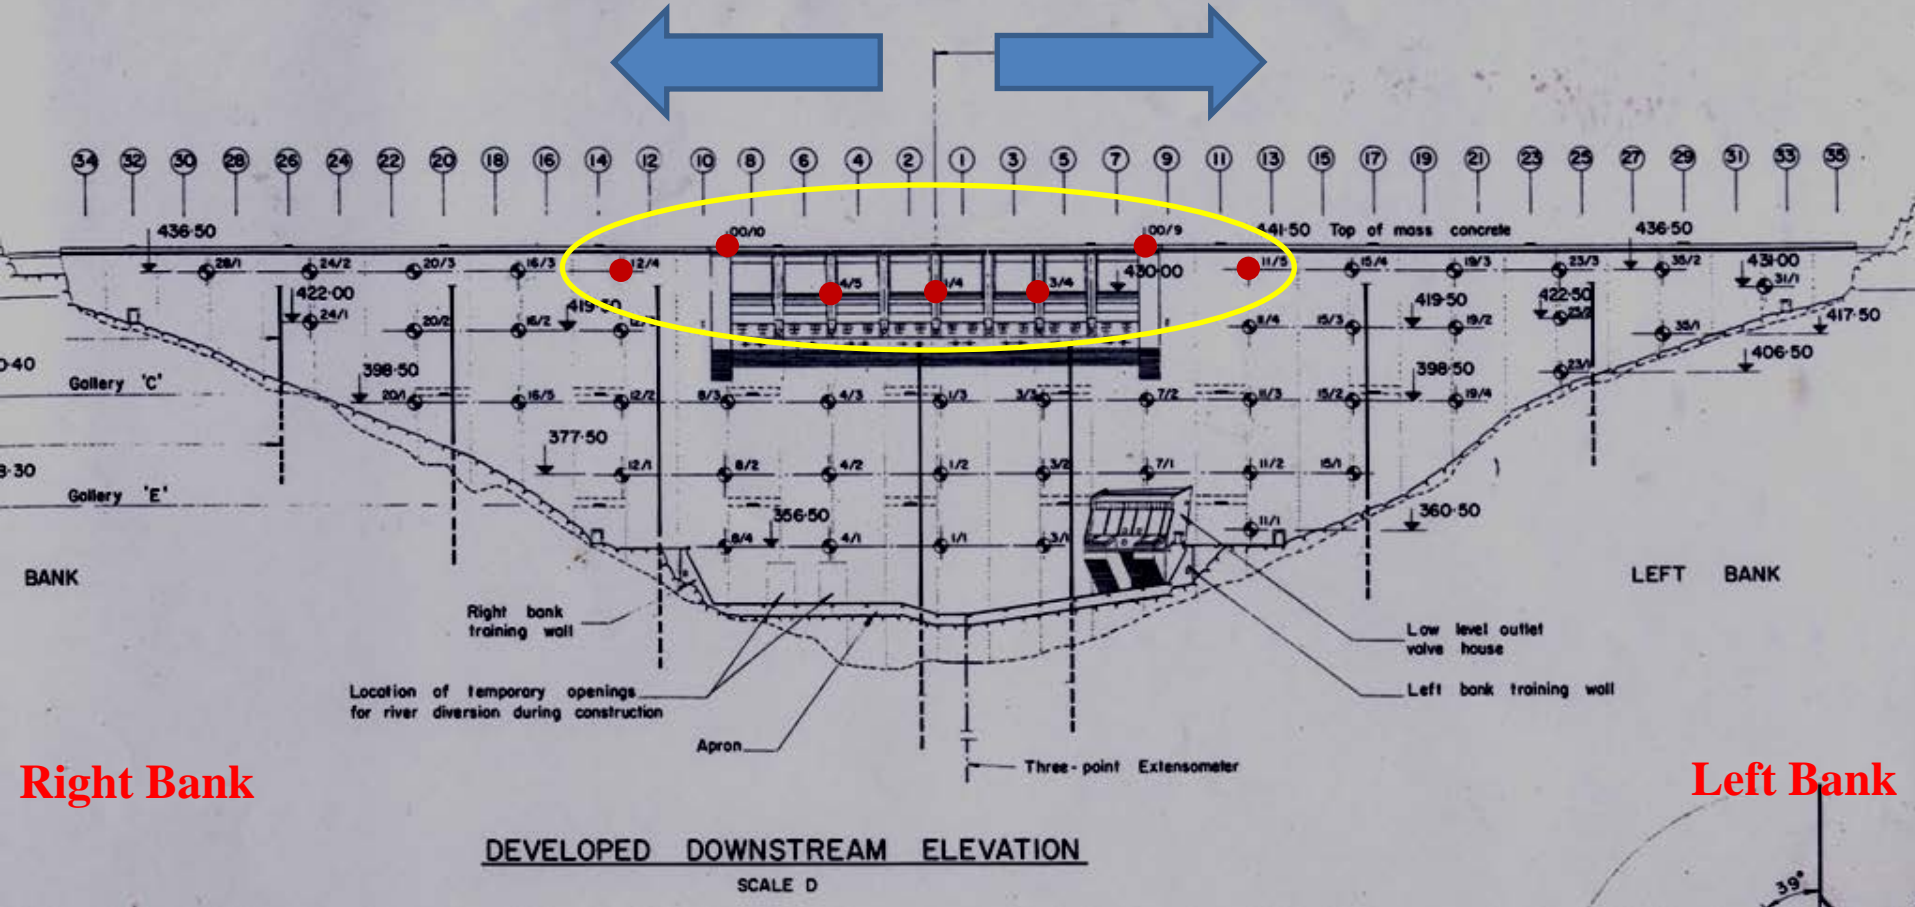 34 32 30 28 26 24 22 20 18 16 14 12 10 8 6 4 2 1 3 5 7 9 11 13 15 17 19 21 23 25 27 29 31 33 35
436·50 00/10 00/9 441·50 Top of mass concrete 436·50
28/1 24/2 20/3 16/3 12/4 11/5 15/4 19/3 23/3 35/2 431·00
430·00
31/1
422·00 4/5 1/4 3/4 422·50
24/1 419·50 419·50 417·50
20/2 16/2 11/4 15/3 19/2 35/1
406·50
0·40 398·50 398·50 23/1
Gallery 'C'
20/1 16/5 12/2 8/3 4/3 1/3 3/3 7/2 11/3 15/2 19/4
377·50
8·30 12/1 8/2 4/2 1/2 3/2 7/1 11/2 15/1
Gallery 'E'
356·50 360·50
8/4 4/1 1/1 3/1 11/1
BANK LEFT BANK
Right bank
training wall
Low level outlet
valve house
Location of temporary openings
for river diversion during construction
Left bank training wall
Apron
Three-point Extensometer
Right Bank
Left Bank
DEVELOPED DOWNSTREAM ELEVATION
SCALE D
39°